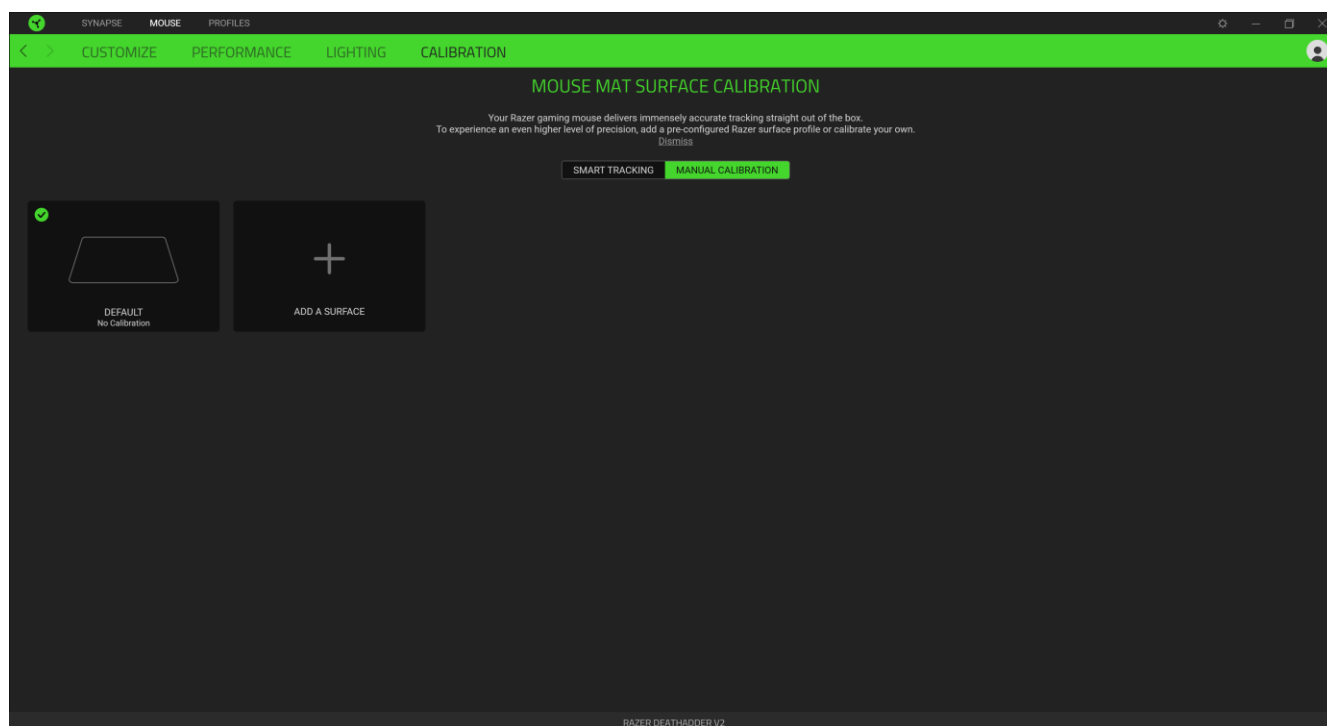 SYNAPSE MOUSE PROFILES
CUSTOMIZE PERFORMANCE LIGHTING CALIBRATION
MOUSE MAT SURFACE CALIBRATION
Your Razer gaming mouse delivers immensely accurate tracking straight out of the box.
To experience an even higher level of precision, add a pre-configured Razer surface profile or calibrate your own.
Dismiss
SMART TRACKING MANUAL CALIBRATION
DEFAULT
No Calibration
ADD A SURFACE
RAZER DEATHADDER V2